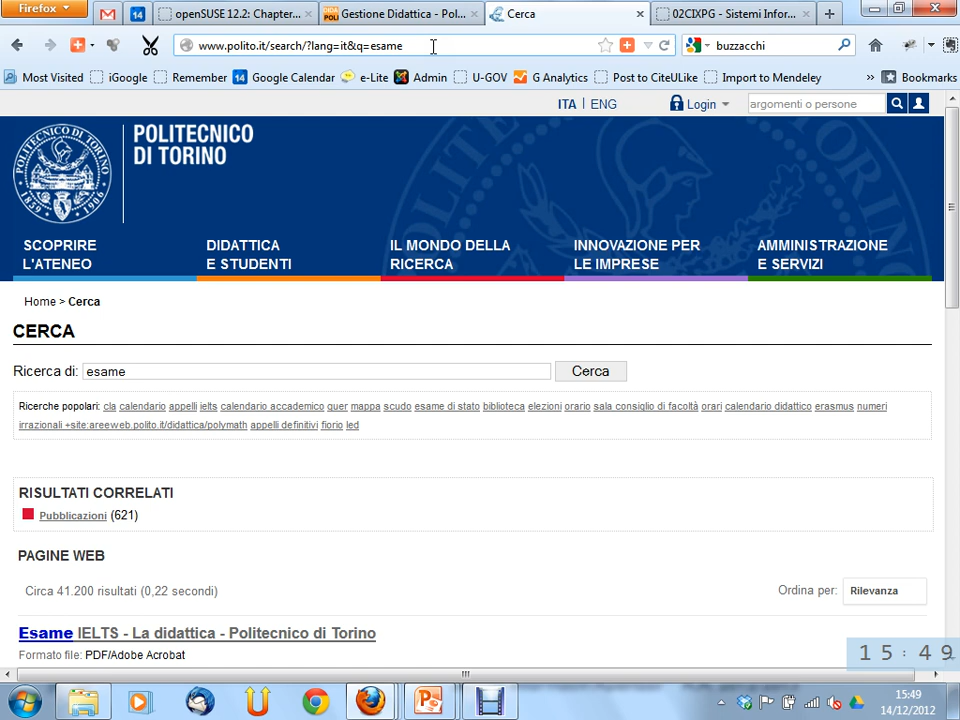 Firefox
14
openSUSE 12.2: Chapter...
Gestione Didattica - Pol...
Cerca
02CIXPG - Sistemi Infor...
www.polito.it/search/?lang=it&q=esame
buzzacchi
Most Visited
iGoogle
Remember
14 Google Calendar
e-Lite
Admin
U-GOV
G Analytics
Post to CiteULike
Import to Mendeley
»
Bookmarks
ITA | ENG
Login
argomenti o persone
POLITECNICO
DI TORINO
SCOPRIRE
L'ATENEO
DIDATTICA
E STUDENTI
IL MONDO DELLA
RICERCA
INNOVAZIONE PER
LE IMPRESE
AMMINISTRAZIONE
E SERVIZI
Home > Cerca
CERCA
Ricerca di: esame Cerca
Ricerche popolari: cla calendario appelli ielts calendario accademico quer mappa scudo esame di stato biblioteca elezioni orario sala consiglio di facoltà orari calendario didattico erasmus numeri
irrazionali +site:areeweb.polito.it/didattica/polymath appelli definitivi fiorio led
RISULTATI CORRELATI
Pubblicazioni (621)
PAGINE WEB
Circa 41.200 risultati (0,22 secondi)
Ordina per: Rilevanza
Esame IELTS - La didattica - Politecnico di Torino
Formato file: PDF/Adobe Acrobat
15:49
15:49
14/12/2012